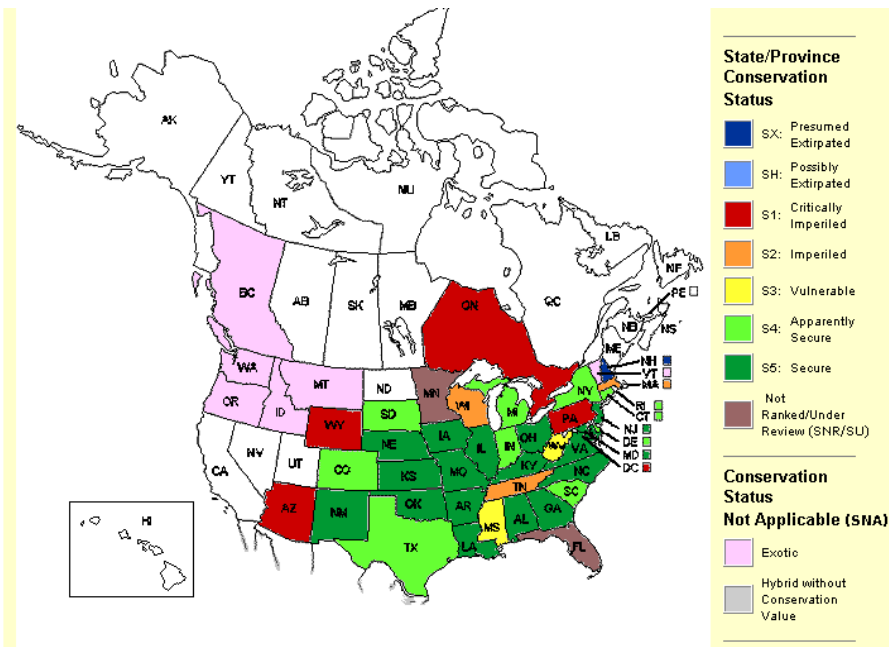 AK
YT
NT
NU
LB
NF
PE
BC
AB
SK
MB
ON
QC
NB
NS
ME
NH
VT
MA
WA
MT
ND
MN
OR
ID
WY
SD
WI
MI
NY
RI
CT
NJ
DE
MD
DC
PA
NV
UT
CO
NE
IA
IL
IN
OH
WV
VA
CA
KS
MO
KY
NC
AZ
NM
OK
AR
TN
SC
TX
LA
MS
AL
GA
FL
HI
State/Province
Conservation
Status
SX: Presumed
Extirpated
SH: Possibly
Extirpated
S1: Critically
Imperiled
S2: Imperiled
S3: Vulnerable
S4: Apparently
Secure
S5: Secure
Not
Ranked/Under
Review (SNR/SU)
Conservation
Status
Not Applicable (SNA)
Exotic
Hybrid without
Conservation
Value